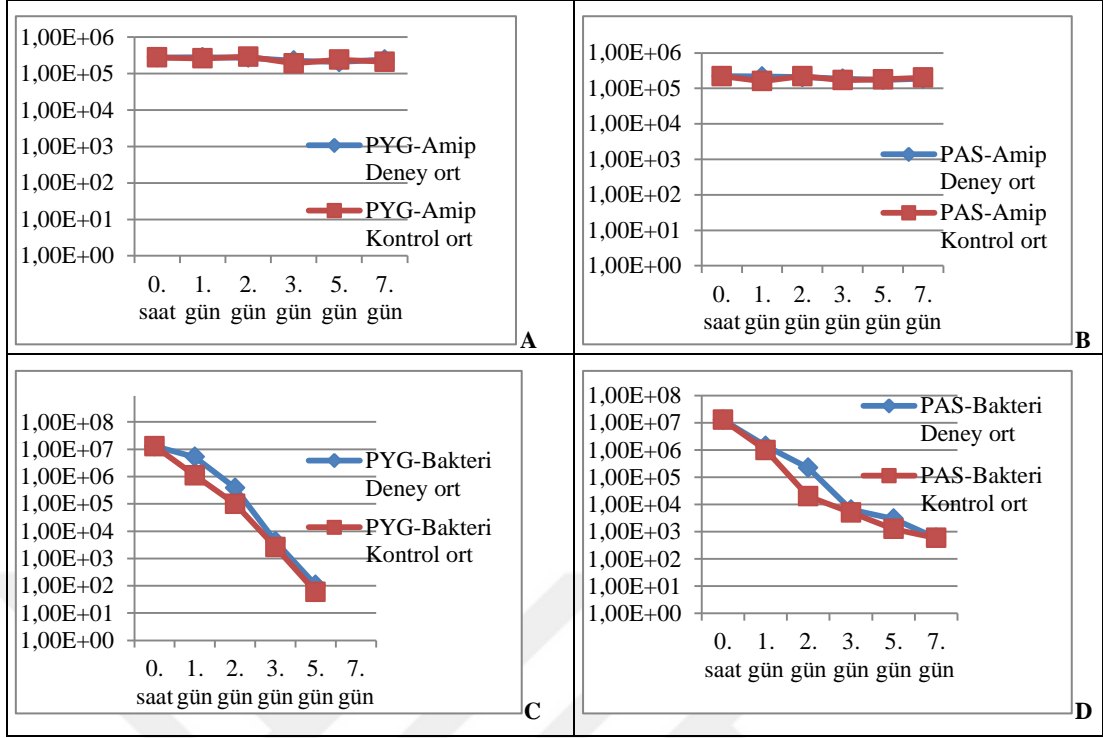 1,00E+06
1,00E+05
1,00E+04
1,00E+03
1,00E+02
1,00E+01
1,00E+00
PYG-Amip
Deney ort
PYG-Amip
Kontrol ort
0. 1. 2. 3. 5. 7.
saat gün gün gün gün gün
A
1,00E+06
1,00E+05
1,00E+04
1,00E+03
1,00E+02
1,00E+01
1,00E+00
PAS-Amip
Deney ort
PAS-Amip
Kontrol ort
0. 1. 2. 3. 5. 7.
saat gün gün gün gün gün
B
1,00E+08
1,00E+07
1,00E+06
1,00E+05
1,00E+04
1,00E+03
1,00E+02
1,00E+01
1,00E+00
PYG-Bakteri
Deney ort
PYG-Bakteri
Kontrol ort
0. 1. 2. 3. 5. 7.
saat gün gün gün gün gün
C
1,00E+08
1,00E+07
1,00E+06
1,00E+05
1,00E+04
1,00E+03
1,00E+02
1,00E+01
1,00E+00
PAS-Bakteri
Deney ort
PAS-Bakteri
Kontrol ort
0. 1. 2. 3. 5. 7.
saat gün gün gün gün gün
D